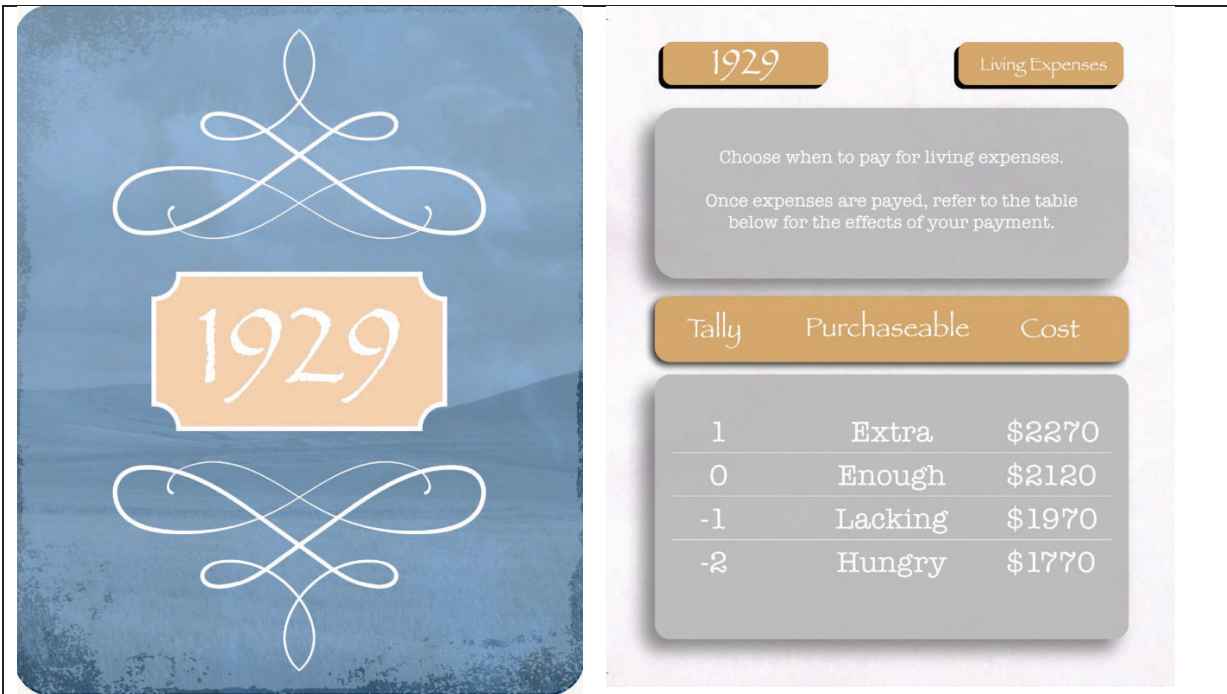 1929
1929
Living Expenses
Choose when to pay for living expenses.
Once expenses are payed, refer to the table
below for the effects of your payment.
Tally Purchaseable Cost
1 Extra $2270
0 Enough $2120
-1 Lacking $1970
-2 Hungry $1770